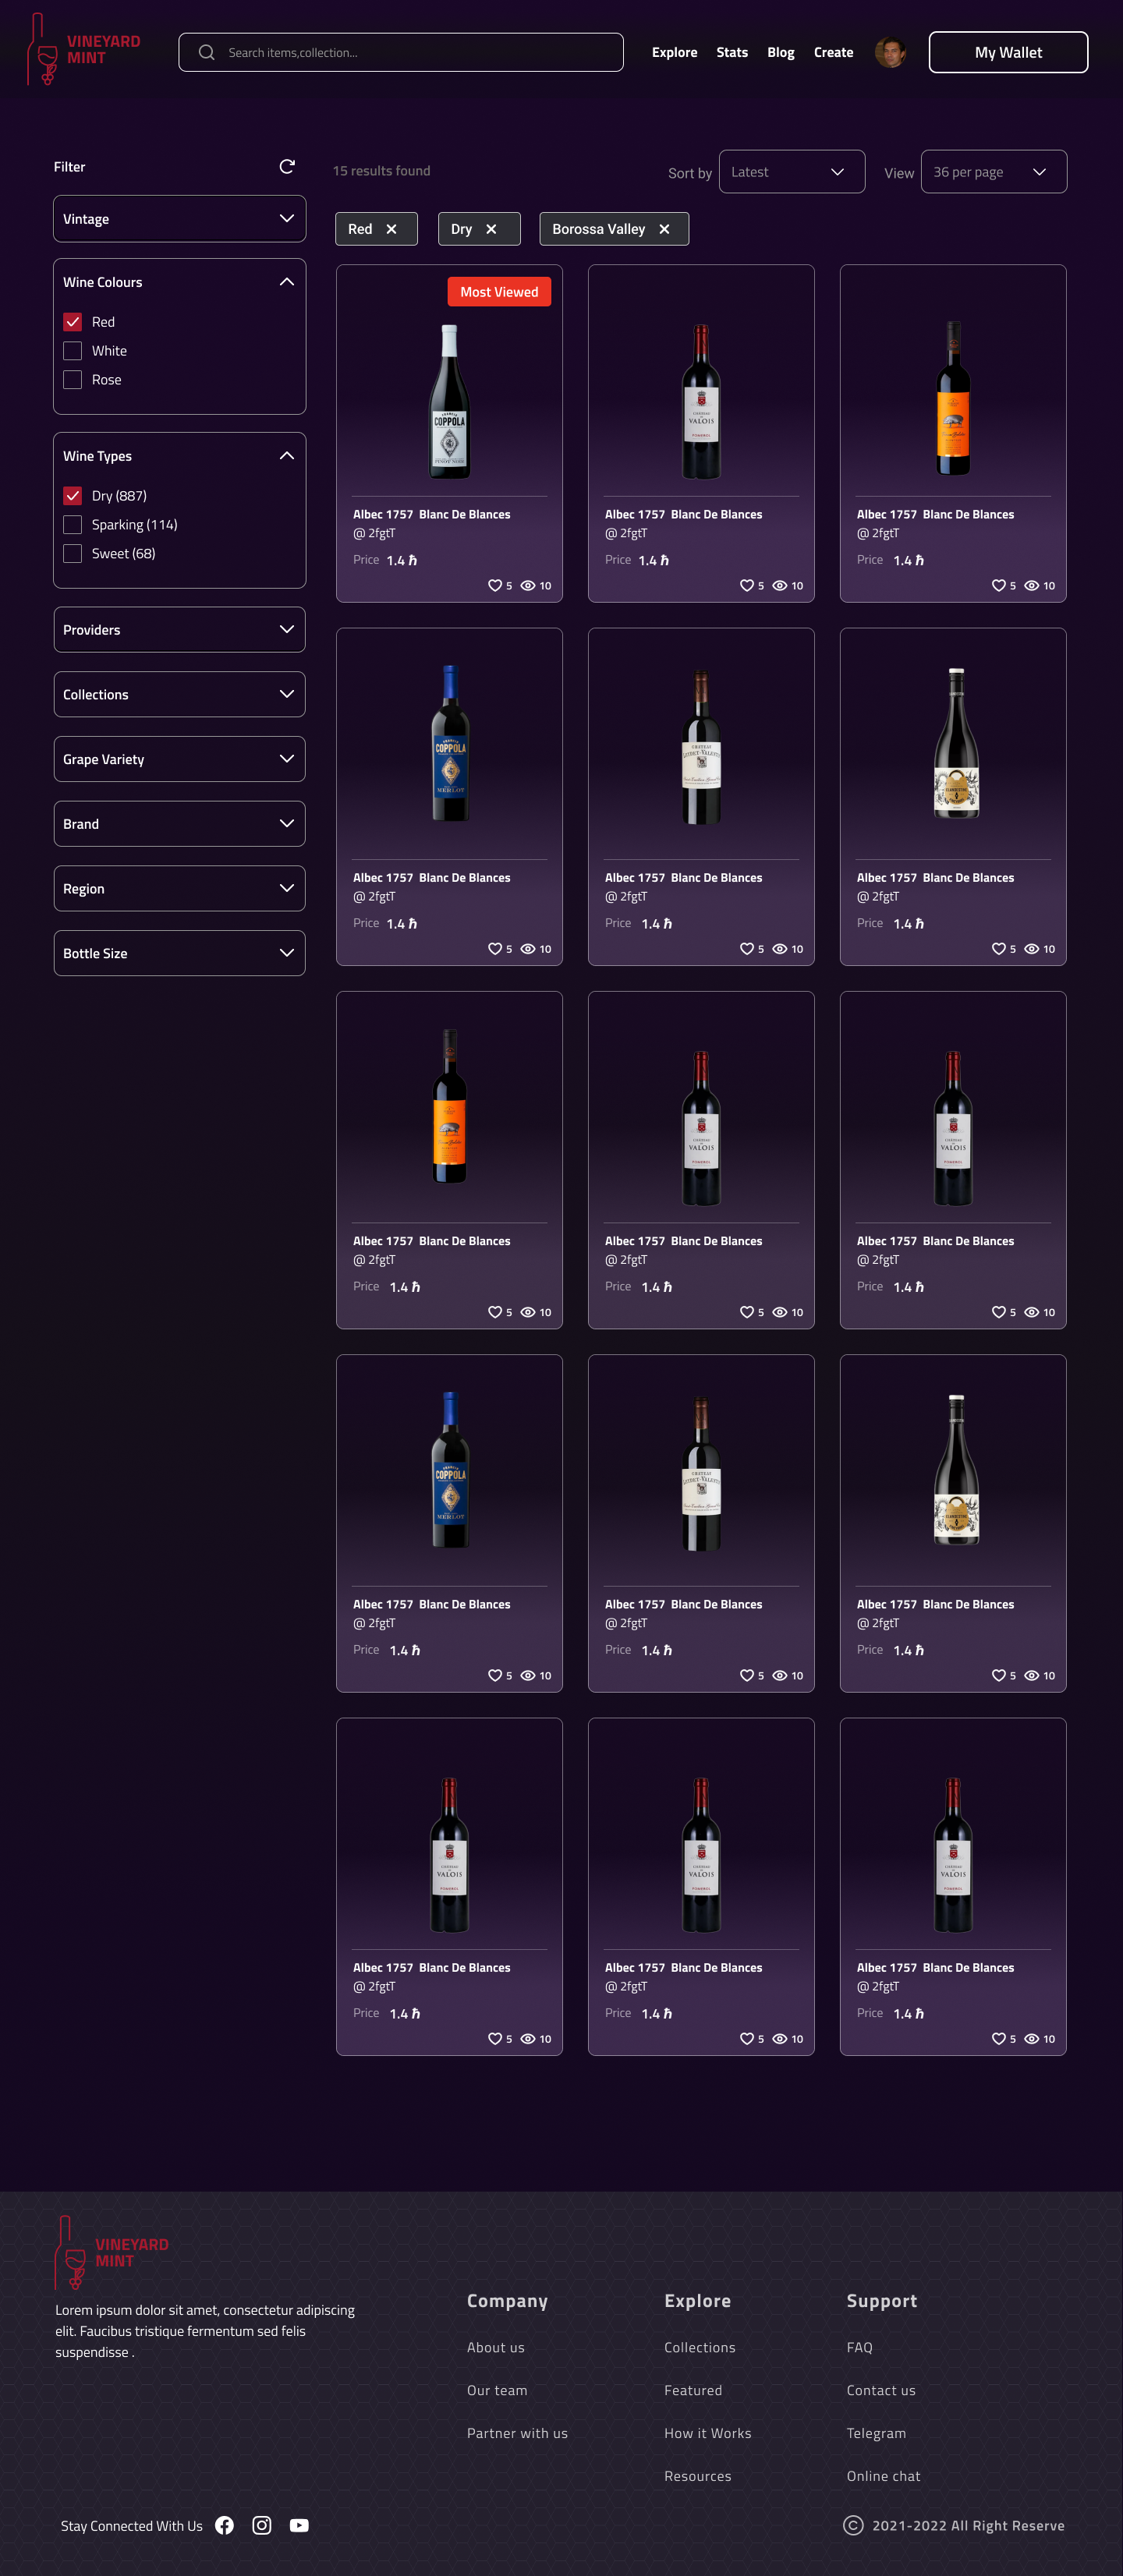 VINEYARD
MINT
Search items,collection...
Explore Stats Blog Create
My Wallet
Filter
15 results found
Sort by Latest
View 36 per page
Red
Dry
Borossa Valley
Vintage
Wine Colours
Red
White
Rose
Wine Types
Dry (887)
Sparking (114)
Sweet (68)
Providers
Collections
Grape Variety
Brand
Region
Bottle Size
Most Viewed
COPPOLA
VALOIS
Albec 1757 Blanc De Blances
@ 2fgtT
Price 1.4 ℏ
5 10
Albec 1757 Blanc De Blances
@ 2fgtT
Price 1.4 ℏ
5 10
Albec 1757 Blanc De Blances
@ 2fgtT
Price 1.4 ℏ
5 10
COPPOLA
MERLOT
Albec 1757 Blanc De Blances
@ 2fgtT
Price 1.4 ℏ
5 10
Albec 1757 Blanc De Blances
@ 2fgtT
Price 1.4 ℏ
5 10
Albec 1757 Blanc De Blances
@ 2fgtT
Price 1.4 ℏ
5 10
VALOIS
VALOIS
Albec 1757 Blanc De Blances
@ 2fgtT
Price 1.4 ℏ
5 10
Albec 1757 Blanc De Blances
@ 2fgtT
Price 1.4 ℏ
5 10
Albec 1757 Blanc De Blances
@ 2fgtT
Price 1.4 ℏ
5 10
COPPOLA
MERLOT
Albec 1757 Blanc De Blances
@ 2fgtT
Price 1.4 ℏ
5 10
Albec 1757 Blanc De Blances
@ 2fgtT
Price 1.4 ℏ
5 10
Albec 1757 Blanc De Blances
@ 2fgtT
Price 1.4 ℏ
5 10
VALOIS
VALOIS
VALOIS
Albec 1757 Blanc De Blances
@ 2fgtT
Price 1.4 ℏ
5 10
Albec 1757 Blanc De Blances
@ 2fgtT
Price 1.4 ℏ
5 10
Albec 1757 Blanc De Blances
@ 2fgtT
Price 1.4 ℏ
5 10
VINEYARD
MINT
Lorem ipsum dolor sit amet, consectetur adipiscing
elit. Faucibus tristique fermentum sed felis
suspendisse .
Company
About us
Our team
Partner with us
Explore
Collections
Featured
How it Works
Resources
Support
FAQ
Contact us
Telegram
Online chat
Stay Connected With Us
© 2021-2022 All Right Reserve